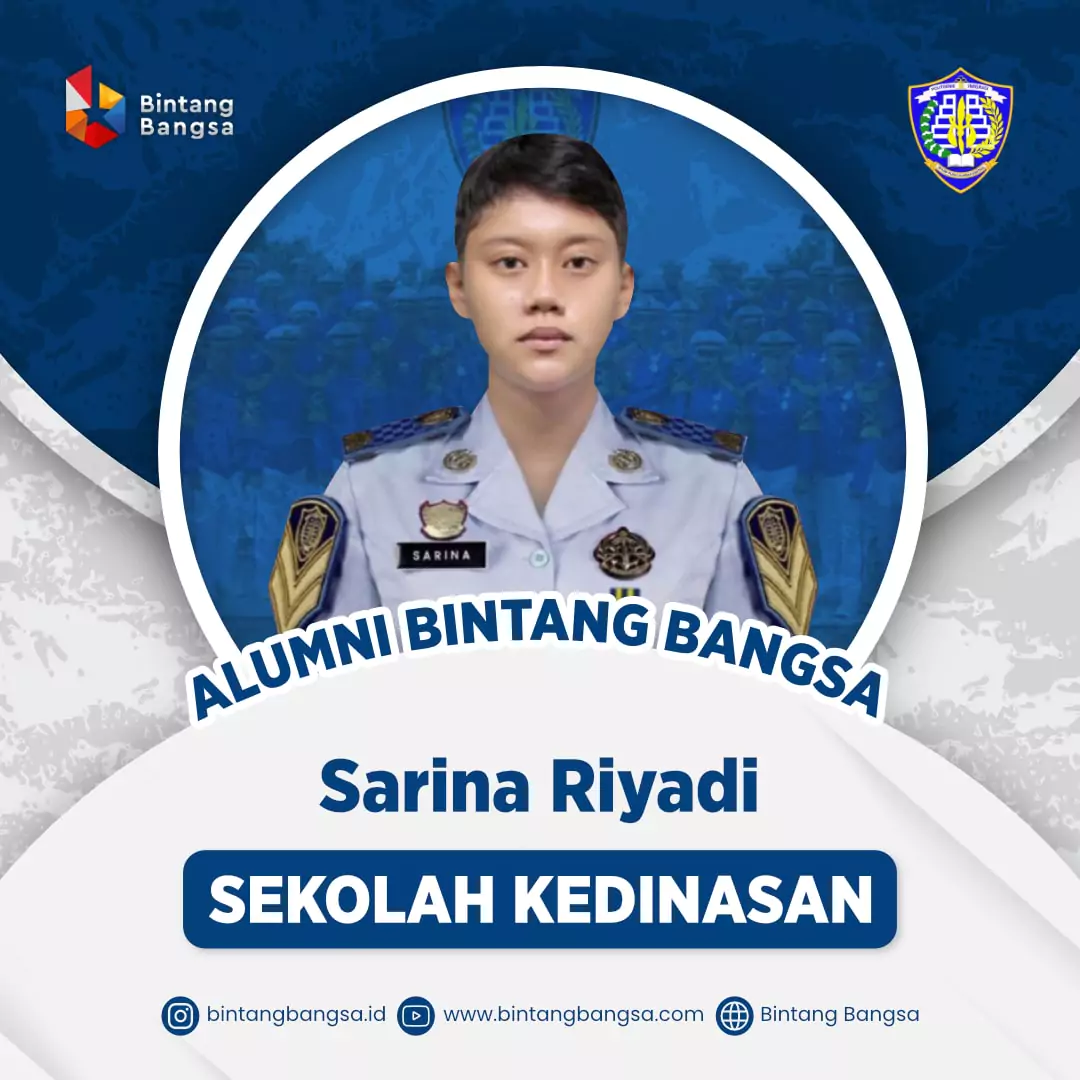 Bintang
Bangsa
SARINA
ALUMNI BINTANG BANGSA
Sarina Riyadi
SEKOLAH KEDINASAN
bintangbangsa.id
www.bintangbangsa.com
Bintang Bangsa